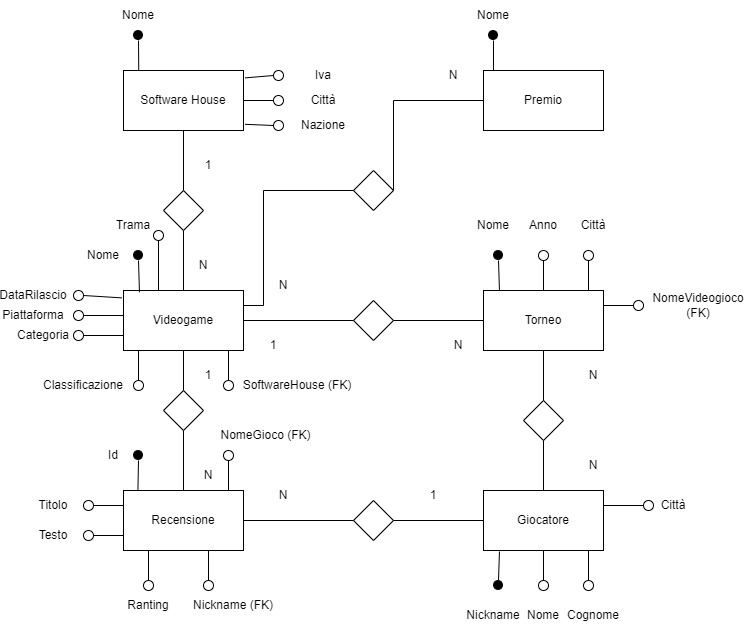 Nome
Nome
Software House
Iva
Città
Nazione
N
Premio
1
Trama
Nome
N
Nome
Anno
Città
DataRilascio
Piattaforma
Categoria
Videogame
N
Torneo
NomeVideogioco
(FK)
1
N
Classificazione
1
SoftwareHouse (FK)
N
NomeGioco (FK)
Id
N
N
1
N
Titolo
Testo
Recensione
Giocatore
Città
Ranting
Nickname (FK)
Nickname
Nome
Cognome